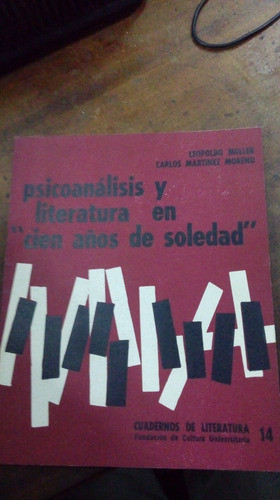 LEOPOLDO MULLER
CARLOS MARTINEZ MORENO
psicoanálisis y
literatura en
"cien años de soledad"
CUADERNOS DE LITERATURA
Fundación de Cultura Universitaria 14